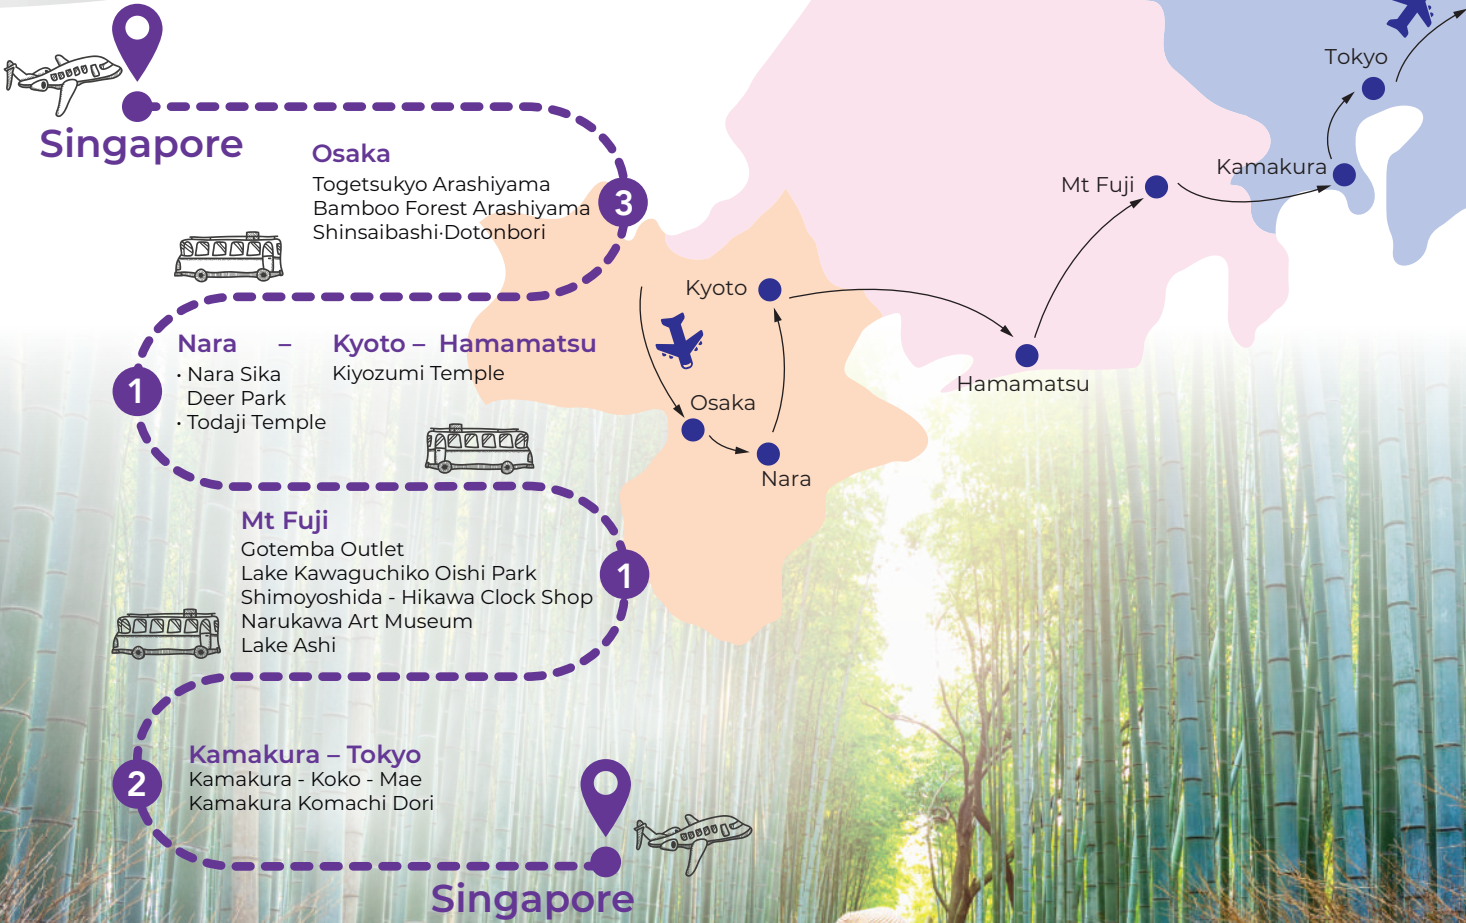 Singapore
Osaka
Togetsukyo Arashiyama
Bamboo Forest Arashiyama
Shinsaibashi·Dotonbori
3
Nara – Kyoto – Hamamatsu
· Nara Sika
Deer Park
· Todaji Temple
Kiyozumi Temple
1
Mt Fuji
Gotemba Outlet
Lake Kawaguchiko Oishi Park
Shimoyoshida - Hikawa Clock Shop
Narukawa Art Museum
Lake Ashi
1
Kamakura – Tokyo
Kamakura - Koko - Mae
Kamakura Komachi Dori
2
Singapore
Tokyo
Kamakura
Mt Fuji
Kyoto
Hamamatsu
Osaka
Nara